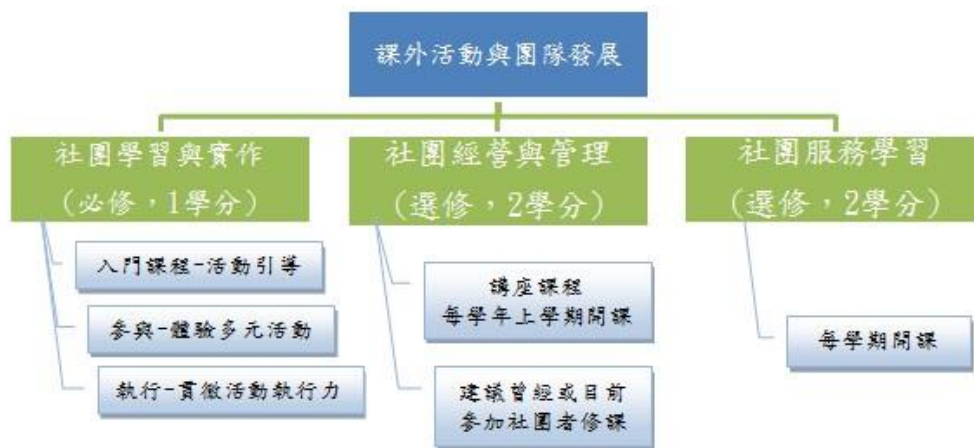 課外活動與團隊發展
社團學習與實作
（必修，1學分）
入門課程-活動引導
參與-體驗多元活動
執行-貫徹活動執行力
社團經營與管理
（選修，2學分）
講座課程
每學年上學期開課
建議曾經或目前
參加社團者修課
社團服務學習
（選修，2學分）
每學期開課